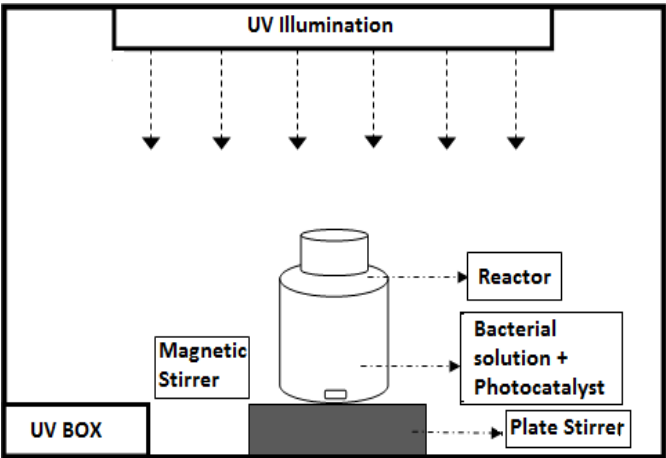 UV Illumination
Reactor
Bacterial
solution +
Photocatalyst
Magnetic
Stirrer
Plate Stirrer
UV BOX